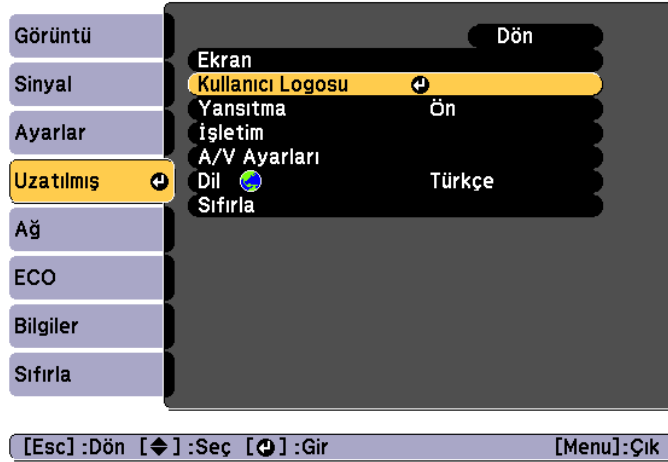 Görüntü
Sinyal
Ayarlar
Uzatılmış
Ağ
ECO
Bilgiler
Sıfırla
Dön
Ekran
Kullanıcı Logosu
Yansıtma Ön
İşletim
A/V Ayarları
Dil Türkçe
Sıfırla
[Esc] :Dön [◆] :Seç [⏎] :Gir [Menu]:Çık